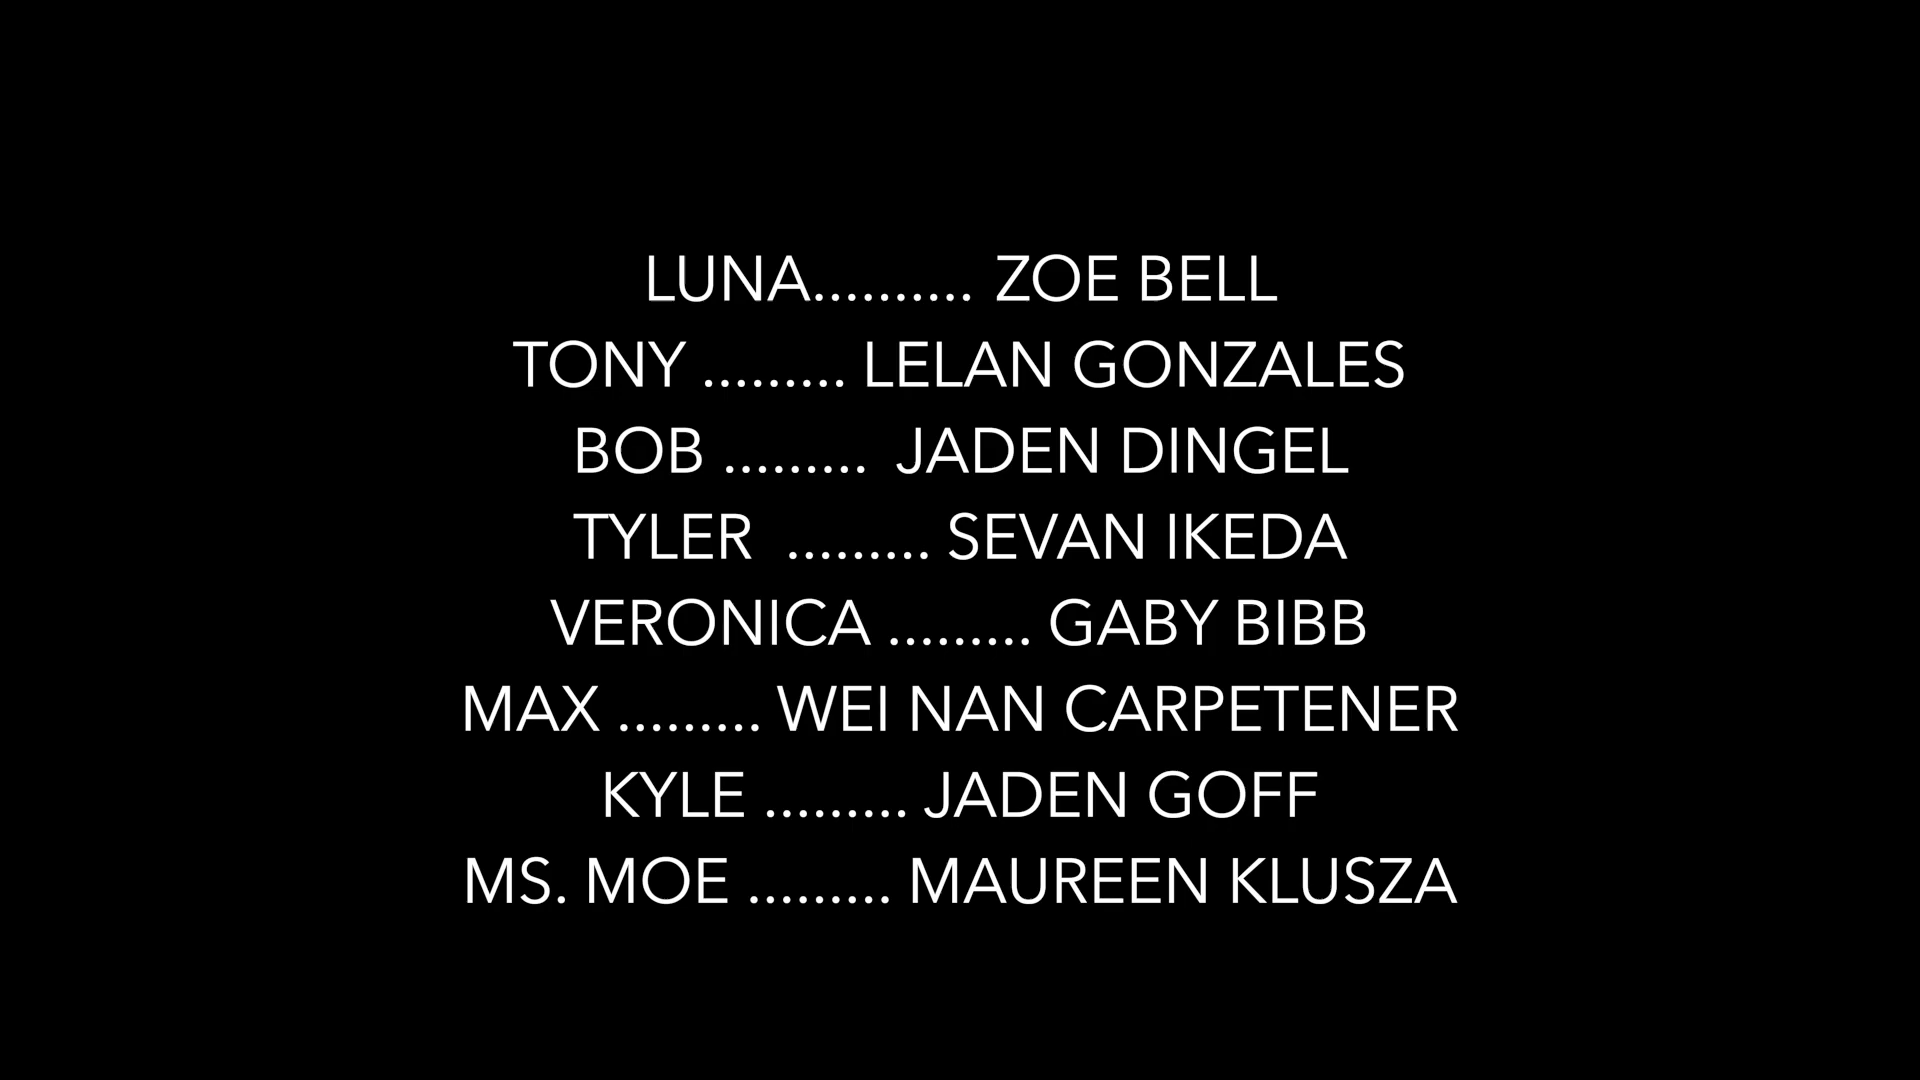 LUNA.......... ZOE BELL
TONY ......... LELAN GONZALES
BOB ......... JADEN DINGEL
TYLER ......... SEVAN IKEDA
VERONICA ......... GABY BIBB
MAX ......... WEI NAN CARPETENER
KYLE ......... JADEN GOFF
MS. MOE ......... MAUREEN KLUSZA